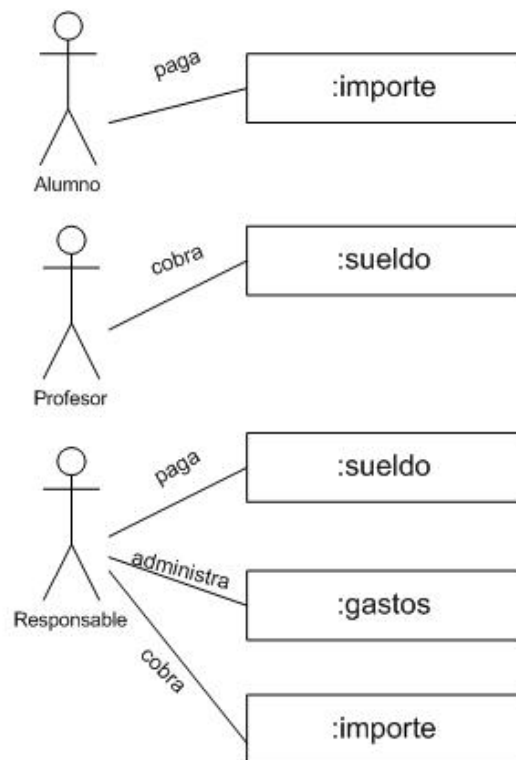 paga
:importe
Alumno
cobra
:sueldo
Profesor
paga
:sueldo
administra
:gastos
Responsable
cobra
:importe